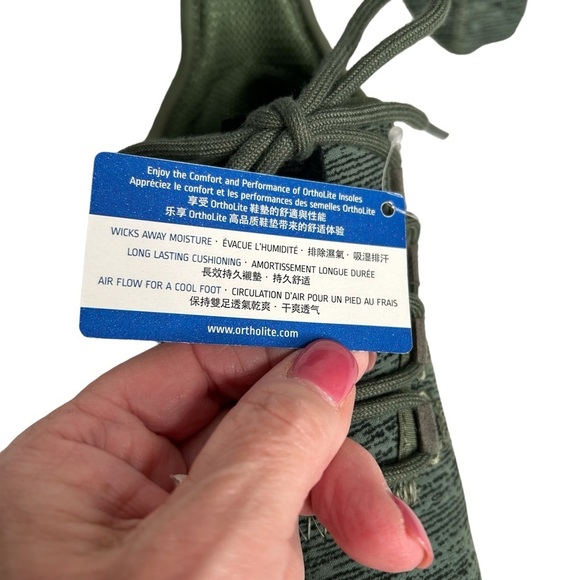 Enjoy the Comfort and Performance of OrthoLite Insoles
Appréciez le confort et les performances des semelles OrthoLite
享受 OrthoLite 鞋墊的舒適與性能
乐享 OrthoLite 高品质鞋垫带来的舒适体验
WICKS AWAY MOISTURE · ÉVACUE L'HUMIDITÉ · 排除濕氣 · 吸湿排汗
LONG LASTING CUSHIONING · AMORTISSEMENT LONGUE DURÉE
長效持久襯墊 · 持久舒适
AIR FLOW FOR A COOL FOOT · CIRCULATION D'AIR POUR UN PIED AU FRAIS
保持雙足透氣乾爽 · 干爽透气
www.ortholite.com